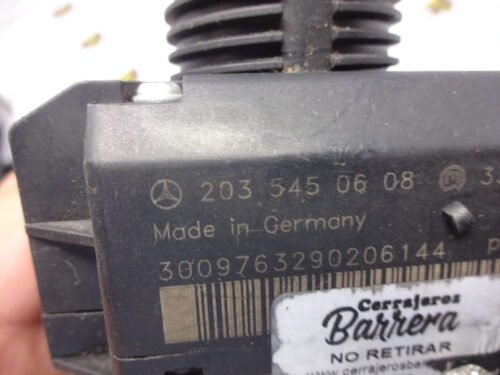 203 545 06 08
Made in Germany
3009763290206144
Cerrajeros
Barrera
NO RETIRAR